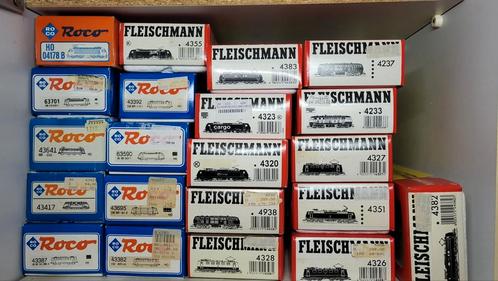 ROCO
Roco
HO
04178 B
Roco
63701
Roco
43392
Roco
43641
Roco
63590
Roco
43417
Roco
43695
Roco
43387
Roco
43382
FLEISCHMANN
4355
FLEISCHMANN
4323
cargo
FLEISCHMANN
4320
FLEISCHMANN
4938
FLEISCHMANN
4328
FLEISCHMANN
4383
FLEISCHMANN
4237
FLEISCHMANN
4233
FLEISCHMANN
4327
FLEISCHMANN
4351
FLEISCHMANN
4326
FLEISCHMANN
4382